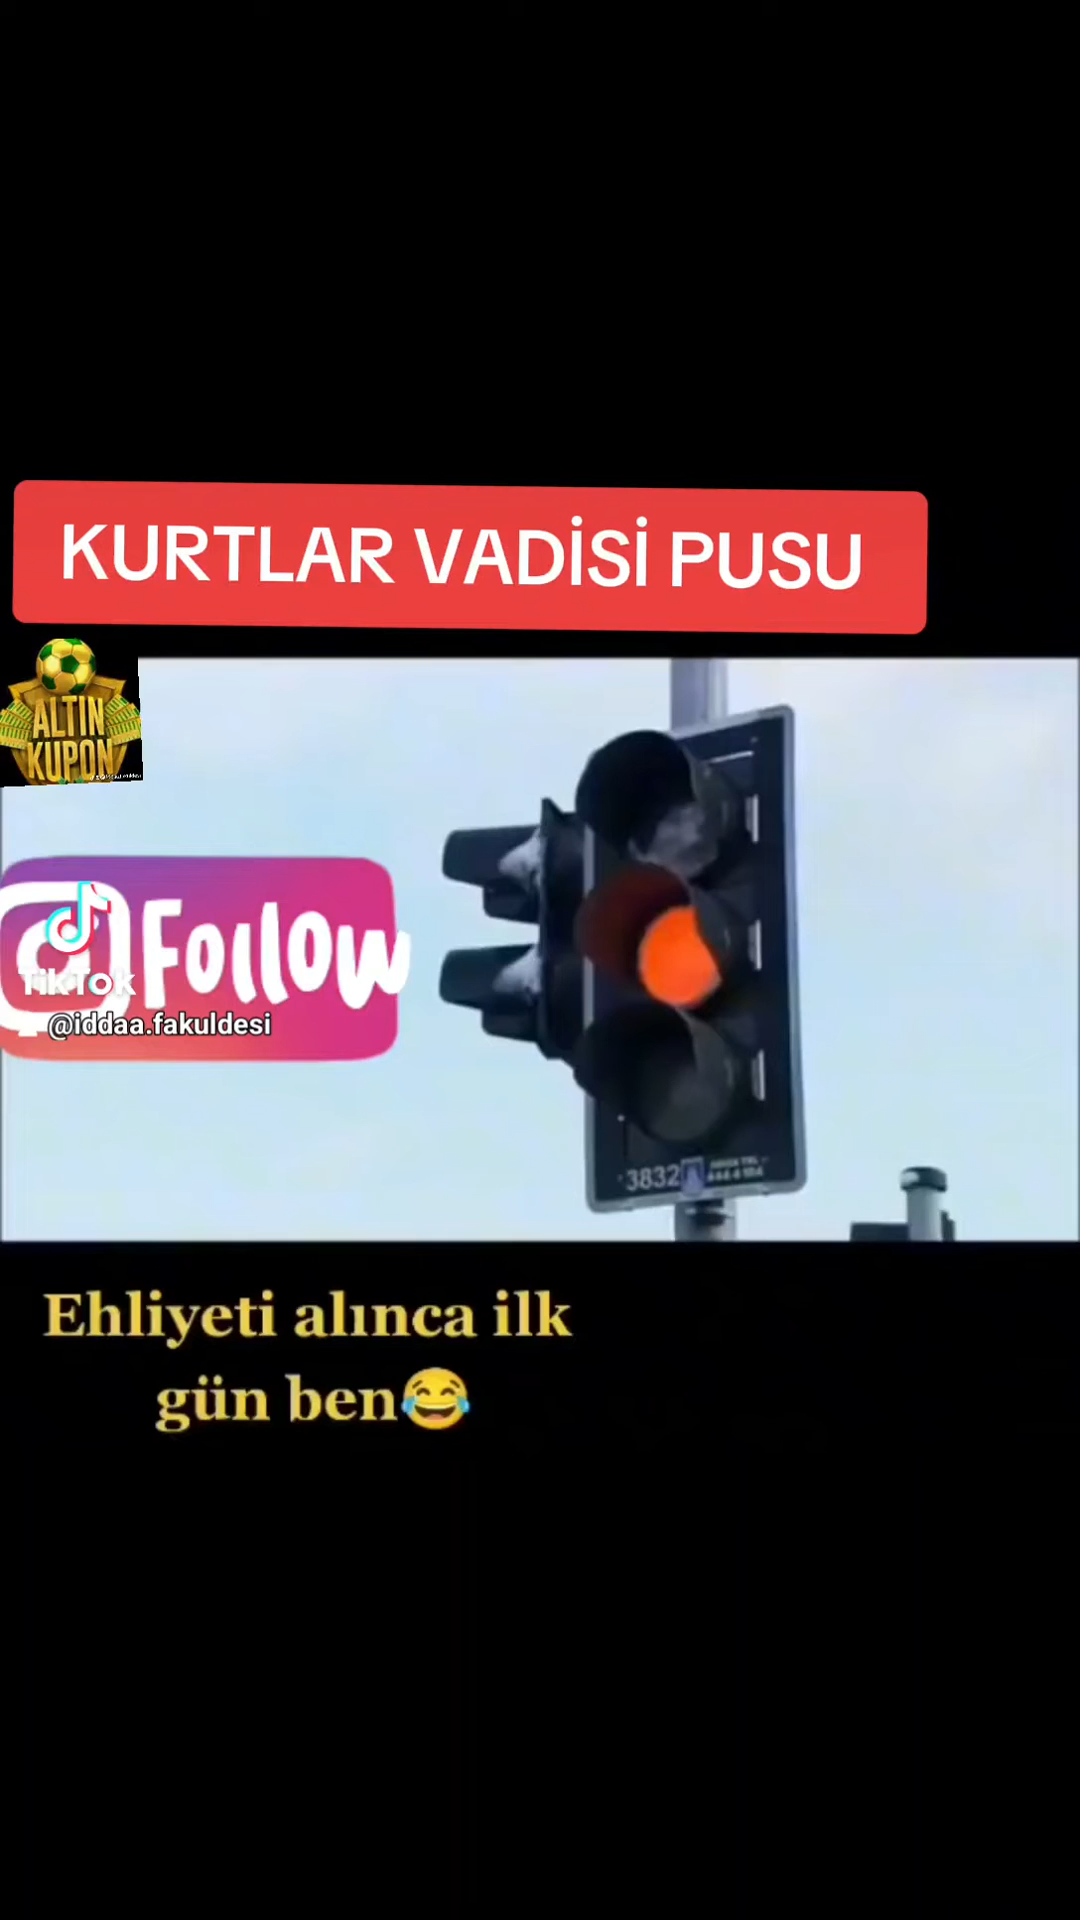 KURTLAR VADİSİ PUSU
ALTIN
KUPON
Follow
TikTok
@iddaa.fakuldesi
3832
Ehliyeti alınca ilk
gün ben😂